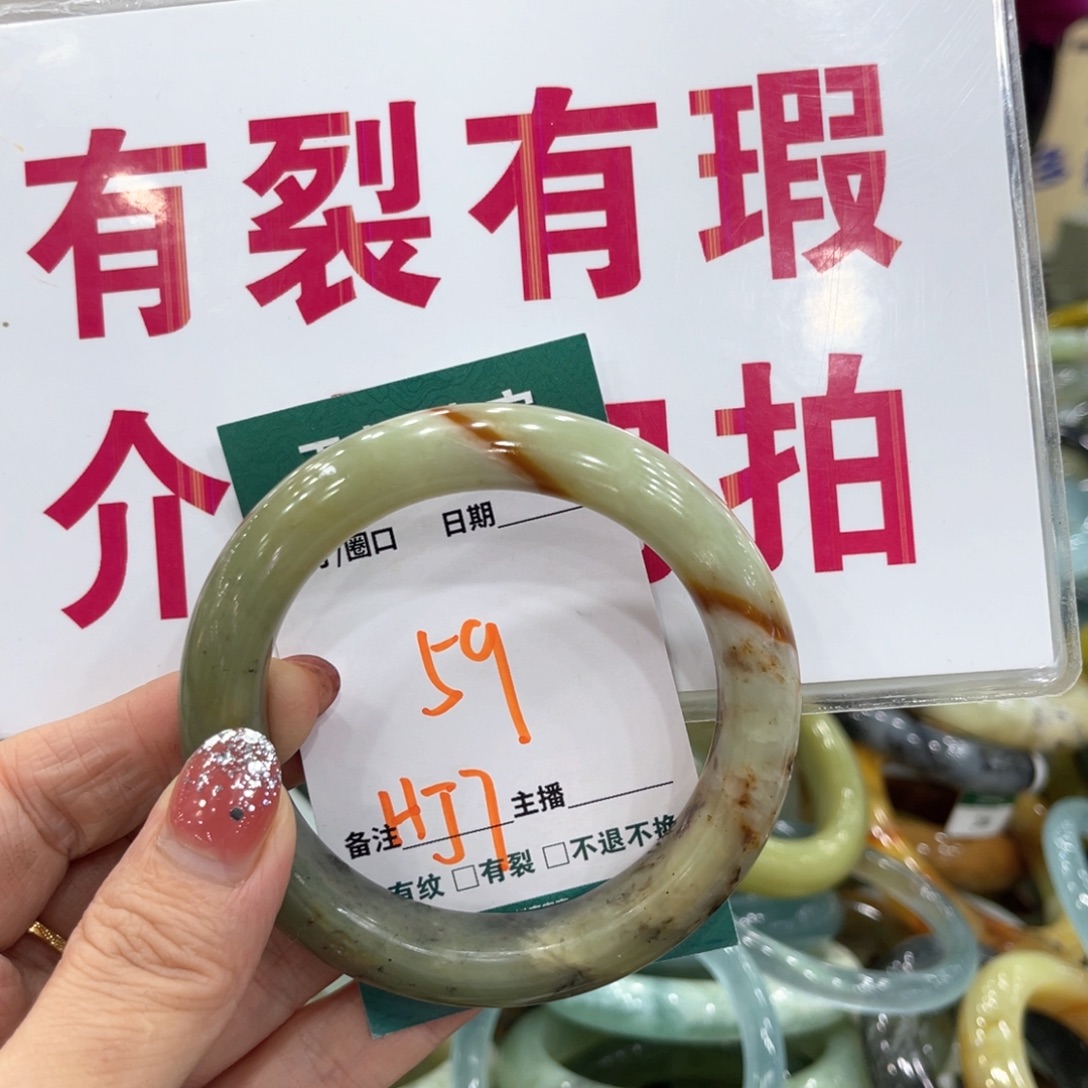 有裂有瑕
介 拍
/圈口 日期
59
备注 HJ7 主播
有纹 □有裂 □不退不换